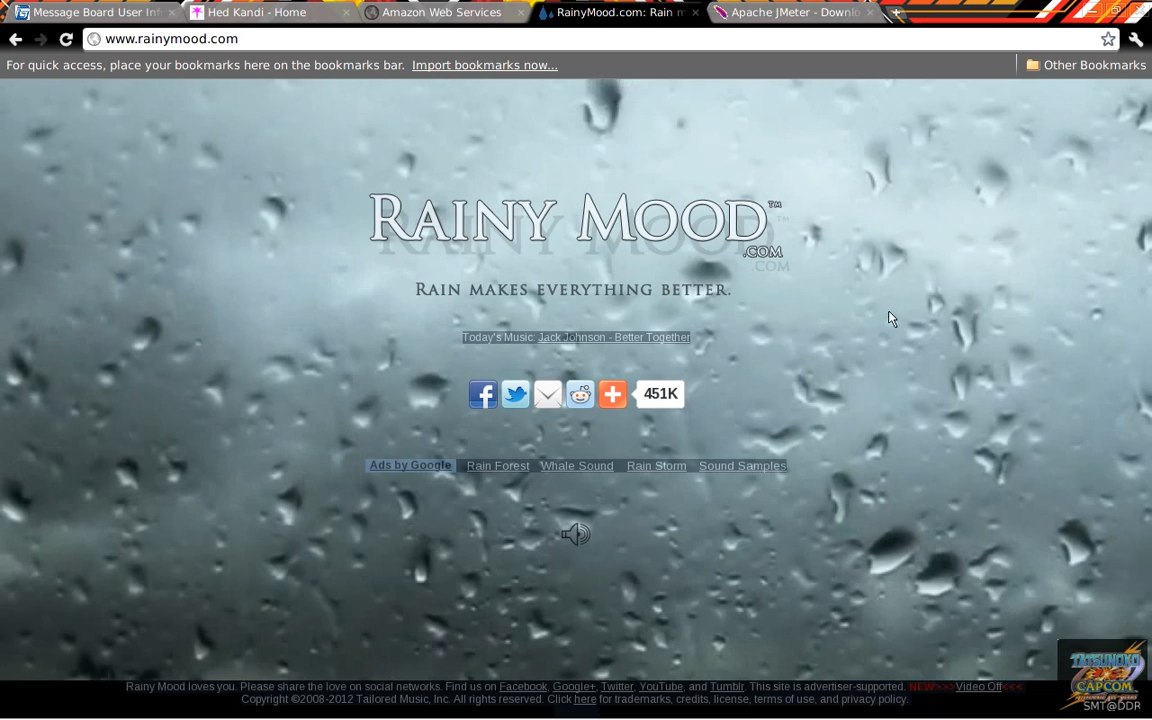 Message Board User Inf
Hed Kandi - Home
Amazon Web Services
RainyMood.com: Rain m
Apache JMeter - Downlo
www.rainymood.com
For quick access, place your bookmarks here on the bookmarks bar. Import bookmarks now...
Other Bookmarks
RAINY MOOD™
.COM
RAIN MAKES EVERYTHING BETTER.
Today's Music: Jack Johnson - Better Together
451K
Ads by Google Rain Forest Whale Sound Rain Storm Sound Samples
Rainy Mood loves you. Please share the love on social networks. Find us on Facebook, Google+, Twitter, YouTube, and Tumblr. This site is advertiser-supported. NEW>>>Video Off<<<
Copyright ©2008-2012 Tailored Music, Inc. All rights reserved. Click here for trademarks, credits, license, terms of use, and privacy policy.
TATSUNOKO
CAPCOM
SMT@DDR